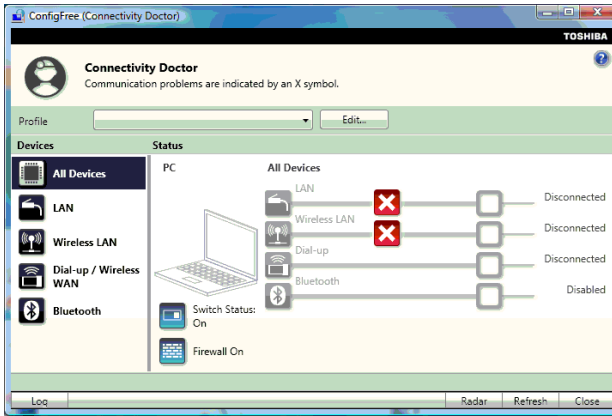 ConfigFree (Connectivity Doctor)
TOSHIBA
Connectivity Doctor
Communication problems are indicated by an X symbol.
Profile
Edit...
Devices
Status
All Devices
LAN
Wireless LAN
Dial-up / Wireless
WAN
Bluetooth
PC
Switch Status:
On
Firewall On
All Devices
LAN
Disconnected
Wireless LAN
Disconnected
Dial-up
Disconnected
Bluetooth
Disabled
Log
Radar
Refresh
Close